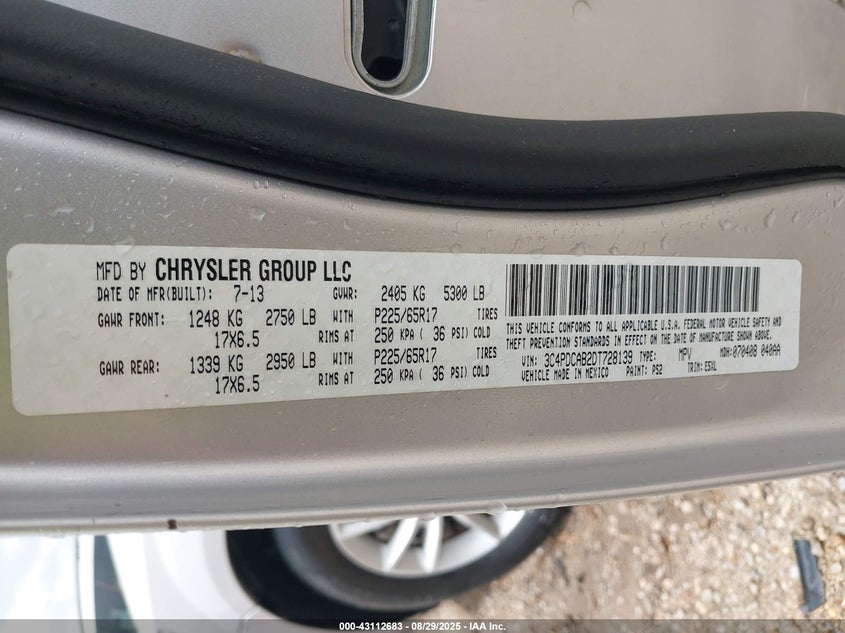 MFD BY CHRYSLER GROUP LLC
DATE OF MFR(BUILT): 7-13 GVWR: 2405 KG 5300 LB
GAWR FRONT: 1248 KG 2750 LB WITH P225/65R17 TIRES
17X6.5 RIMS AT 250 KPA ( 36 PSI) COLD
GAWR REAR: 1339 KG 2950 LB WITH P225/65R17 TIRES
17X6.5 RIMS AT 250 KPA ( 36 PSI) COLD
THIS VEHICLE CONFORMS TO ALL APPLICABLE U.S.A. FEDERAL MOTOR VEHICLE SAFETY AND
THEFT PREVENTION STANDARDS IN EFFECT ON THE DATE OF MANUFACTURE SHOWN ABOVE.
VIN: 3C4PDCAB2DT728139 TYPE: MPV MDH: 070408 040AA
VEHICLE MADE IN MEXICO PAINT: PS2 TRIM: E5XL
000-43112683 - 08/29/2025 - IAA Inc.